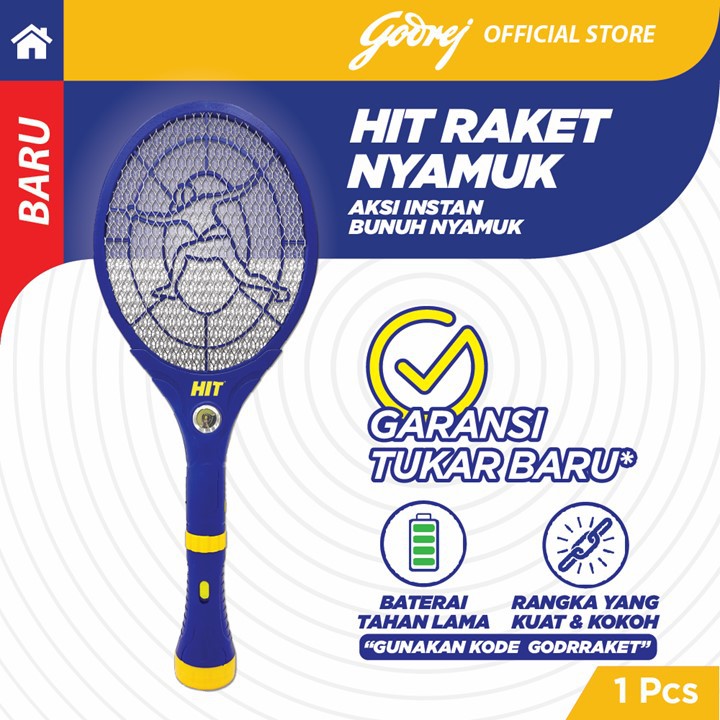 Godrej OFFICIAL STORE
BARU
HIT RAKET
NYAMUK
AKSI INSTAN
BUNUH NYAMUK
HIT
GARANSI
TUKAR BARU*
BATERAI
TAHAN LAMA
RANGKA YANG
KUAT & KOKOH
“GUNAKAN KODE GODRRAKET”
1 Pcs